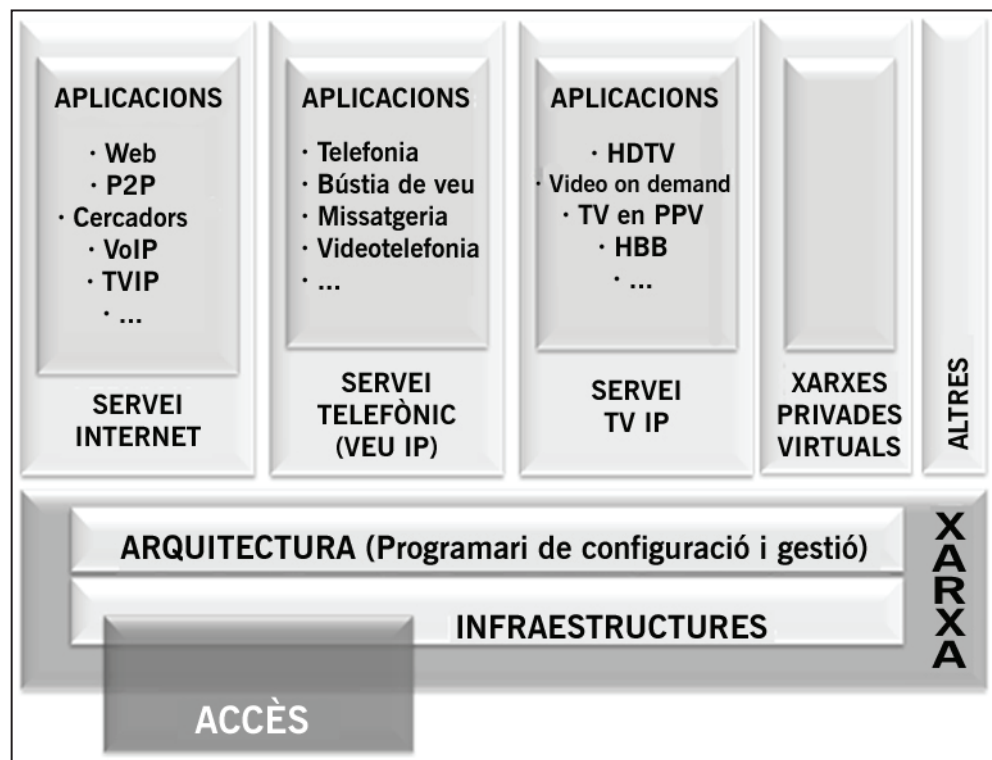 APLICACIONS
· Web
· P2P
· Cercadors
· VoIP
· TVIP
· ...
SERVEI
INTERNET
APLICACIONS
· Telefonia
· Bústia de veu
· Missatgeria
· Videotelefonia
· ...
SERVEI
TELEFÒNIC
(VEU IP)
APLICACIONS
· HDTV
· Video on demand
· TV en PPV
· HBB
· ...
SERVEI
TV IP
XARXES
PRIVADES
VIRTUALS
ALTRES
ARQUITECTURA (Programari de configuració i gestió)
INFRAESTRUCTURES
XARXA
ACCÈS